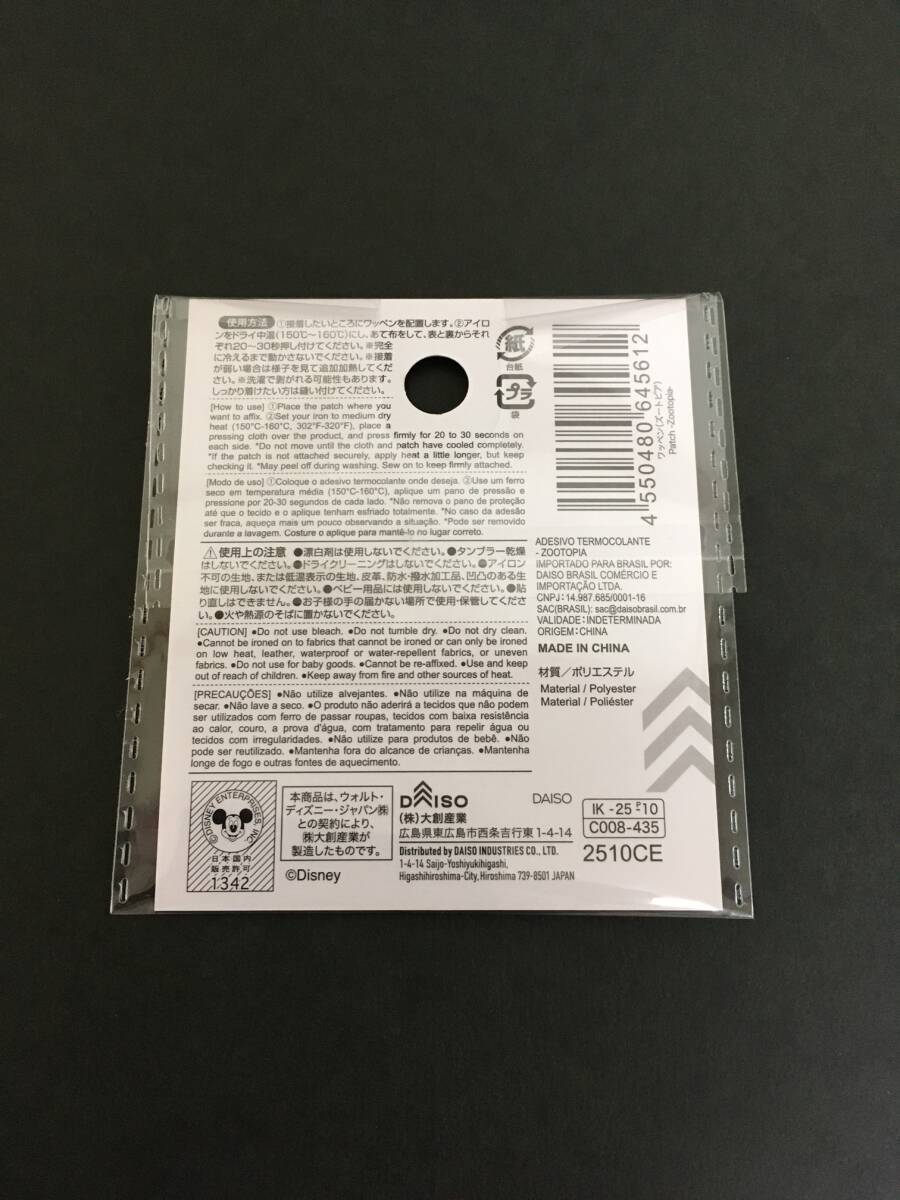 使用方法 ①接着したいところにワッペンを配置します。②アイロ
ンをドライ中温(150℃~160℃)にし、あて布をして、表と裏からそれ
ぞれ20~30秒押し付けてください。※完全
に冷えるまで動かさないでください。※接着
が弱い場合は様子を見て追加加熱してくだ
さい。※洗濯で剥がれる可能性もあります。
しっかり着けたい方は縫い付けてください。
[How to use] ①Place the patch where you
want to affix. ②Set your iron to medium dry
heat (150°C-160°C, 302°F-320°F), place a
pressing cloth over the product, and press firmly for 20 to 30 seconds on
each side. *Do not move until the cloth and patch have cooled completely.
*If the patch is not attached securely, apply heat a little longer, but keep
checking it. *May peel off during washing. Sew on to keep firmly attached.
[Modo de uso] ①Coloque o adesivo termocolante onde deseja. ②Use um ferro
seco em temperatura média (150°C-160°C), aplique um pano de pressão e
pressione por 20-30 segundos de cada lado. *Não remova o pano de proteção
até que o tecido e o aplique tenham esfriado totalmente. *No caso da adesão
ser fraca, aqueça mais um pouco observando a situação. *Pode ser removido
durante a lavagem. Costure o aplique para mantê-lo no lugar correto.
使用上の注意 ●漂白剤は使用しないでください。●タンブラー乾燥
はしないでください。●ドライクリーニングはしないでください。●アイロン
不可の生地、または低温表示の生地、皮革、防水・撥水加工品、凹凸のある生
地に使用しないでください。●ベビー用品には使用しないでください。●貼
り直しはできません。●お子様の手の届かない場所で使用・保管してくださ
い。●火や熱源のそばに置かないでください。
[CAUTION] ●Do not use bleach. ●Do not tumble dry. ●Do not dry clean.
●Cannot be ironed on to fabrics that cannot be ironed or can only be ironed
on low heat, leather, waterproof or water-repellent fabrics, or uneven
fabrics. ●Do not use for baby goods. ●Cannot be re-affixed. ●Use and keep
out of reach of children. ●Keep away from fire and other sources of heat.
[PRECAUÇÕES] ●Não utilize alvejantes. ●Não utilize na máquina de
secar. ●Não lave a seco. ●O produto não aderirá a tecidos que não podem
ser utilizados com ferro de passar roupas, tecidos com baixa resistência
ao calor, couro, a prova d'água, com tratamento para repelir água ou
tecidos com irregularidades. ●Não utilize para produtos de bebê. ●Não
pode ser reutilizado. ●Mantenha fora do alcance de crianças. ●Mantenha
longe de fogo e outras fontes de aquecimento.
紙
台紙
プラ
袋
4 550480 645612
ワッペン(ズートピア)
Patch -Zootopia-
ADESIVO TERMOCOLANTE
- ZOOTOPIA
IMPORTADO PARA BRASIL POR:
DAISO BRASIL COMÉRCIO E
IMPORTAÇÃO LTDA.
CNPJ:14.987.685/0001-16
SAC(BRASIL): sac@daisobrasil.com.br
VALIDADE:INDETERMINADA
ORIGEM:CHINA
MADE IN CHINA
材質/ポリエステル
Material / Polyester
Material / Poliéster
©DISNEY ENTERPRISES, INC.
日本国内
販売許可
1342
本商品は、ウォルト・
ディズニー・ジャパン㈱
との契約により、
㈱大創産業が
製造したものです。
©Disney
DAISO
(株)大創産業
広島県東広島市西条吉行東 1-4-14
Distributed by DAISO INDUSTRIES CO., LTD.
1-4-14 Saijo-Yoshiyukihigashi,
Higashihiroshima-City, Hiroshima 739-8501 JAPAN
DAISO
IK -25 P-10
C008-435
2510CE